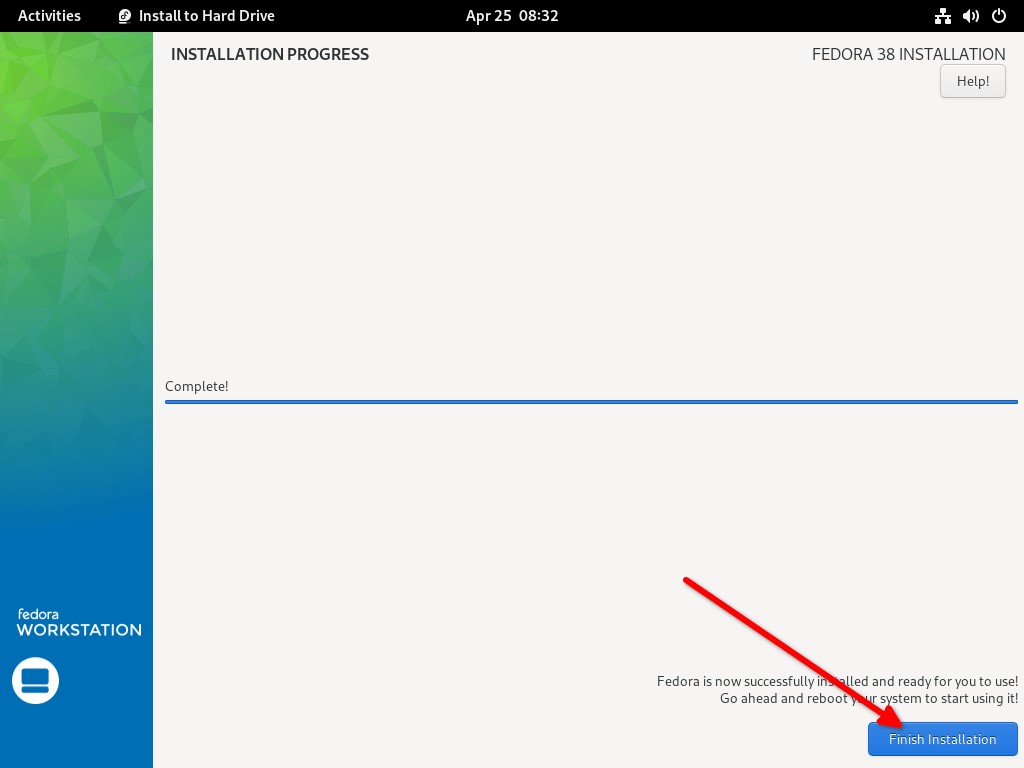 Activities Install to Hard Drive Apr 25 08:32
INSTALLATION PROGRESS
FEDORA 38 INSTALLATION
Help!
Complete!
fedora
WORKSTATION
Fedora is now successfully installed and ready for you to use!
Go ahead and reboot your system to start using it!
Finish Installation